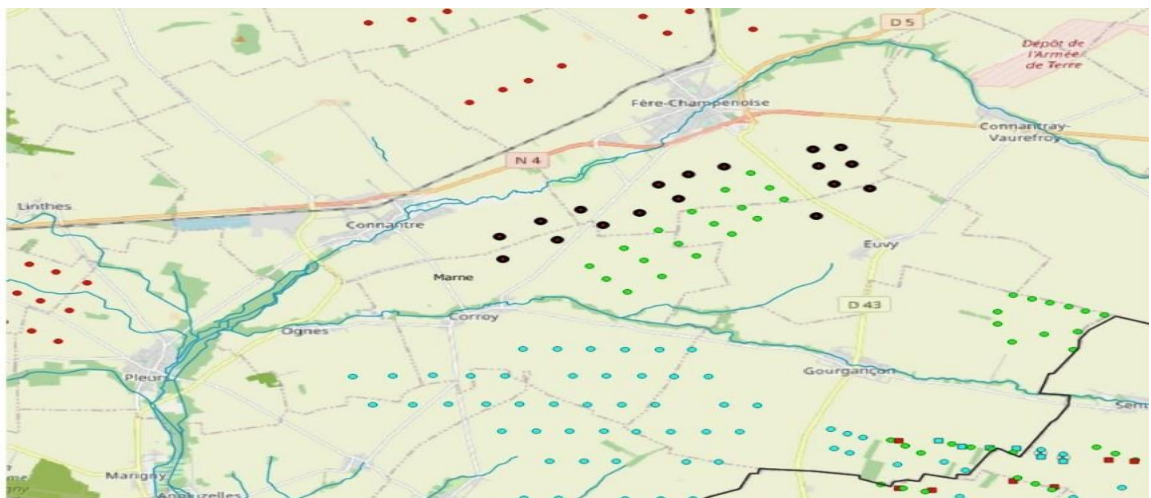 D 5
Dépôt de
l'Armée
de Terre
Fère-Champenoise
Connantray-
Vaurefroy
N 4
Linthes
Connantre
Euvy
Marne
D 43
Ognes
Corroy
Pleurs
Gourgançon
Marigny
Angluzelles